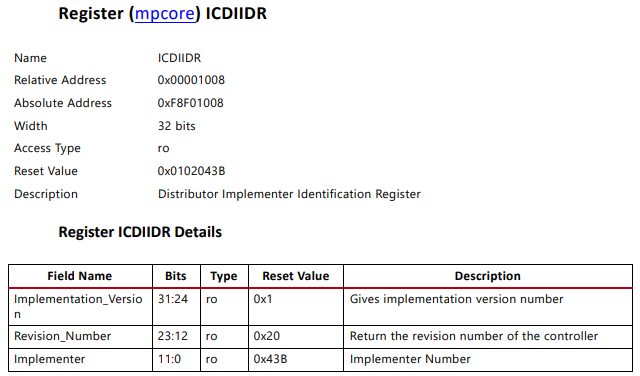 Register (mpcore) ICDIIDR
Name ICDIIDR
Relative Address 0x00001008
Absolute Address 0xF8F01008
Width 32 bits
Access Type ro
Reset Value 0x0102043B
Description Distributor Implementer Identification Register
Register ICDIIDR Details
Field Name Bits Type Reset Value Description
Implementation_Versio 31:24 ro 0x1 Gives implementation version number
n
Revision_Number 23:12 ro 0x20 Return the revision number of the controller
Implementer 11:0 ro 0x43B Implementer Number